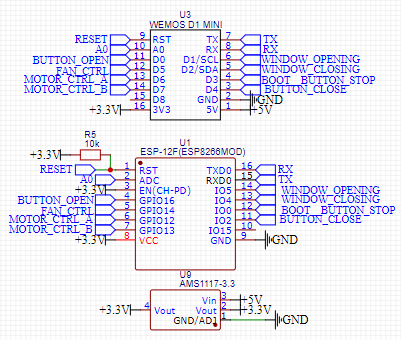 U3
WEMOS D1 MINI
RESET 9 RST TX 7 TX
A0 10 A0 RX 8 RX
BUTTON_OPEN 11 D0 D1/SCL 6 WINDOW_OPENING
FAN_CTRL 12 D5 D2/SDA 5 WINDOW_CLOSING
MOTOR_CTRL_A 13 D6 D3 4 BOOT_BUTTON_STOP
MOTOR_CTRL_B 14 D7 D4 3 BUTTON_CLOSE
15 D8 GND 2 GND
+3.3V 16 3V3 5V 1 +5V
R5
10k
+3.3V
U1
ESP-12F(ESP8266MOD)
RESET 1 RST TXD0 16 RX
A0 2 ADC RXD0 15 TX
+3.3V 3 EN(CH-PD) IO5 14 WINDOW_OPENING
BUTTON_OPEN 4 GPIO16 IO4 13 WINDOW_CLOSING
FAN_CTRL 5 GPIO14 IO0 12 BOOT_BUTTON_STOP
MOTOR_CTRL_A 6 GPIO12 IO2 11 BUTTON_CLOSE
MOTOR_CTRL_B 7 GPIO13 IO15 10
+3.3V 8 VCC GND 9 GND
U9
AMS1117-3.3
Vin 3 +5V
+3.3V 4 Vout Vout 2 +3.3V
GND/ADJ 1 GND